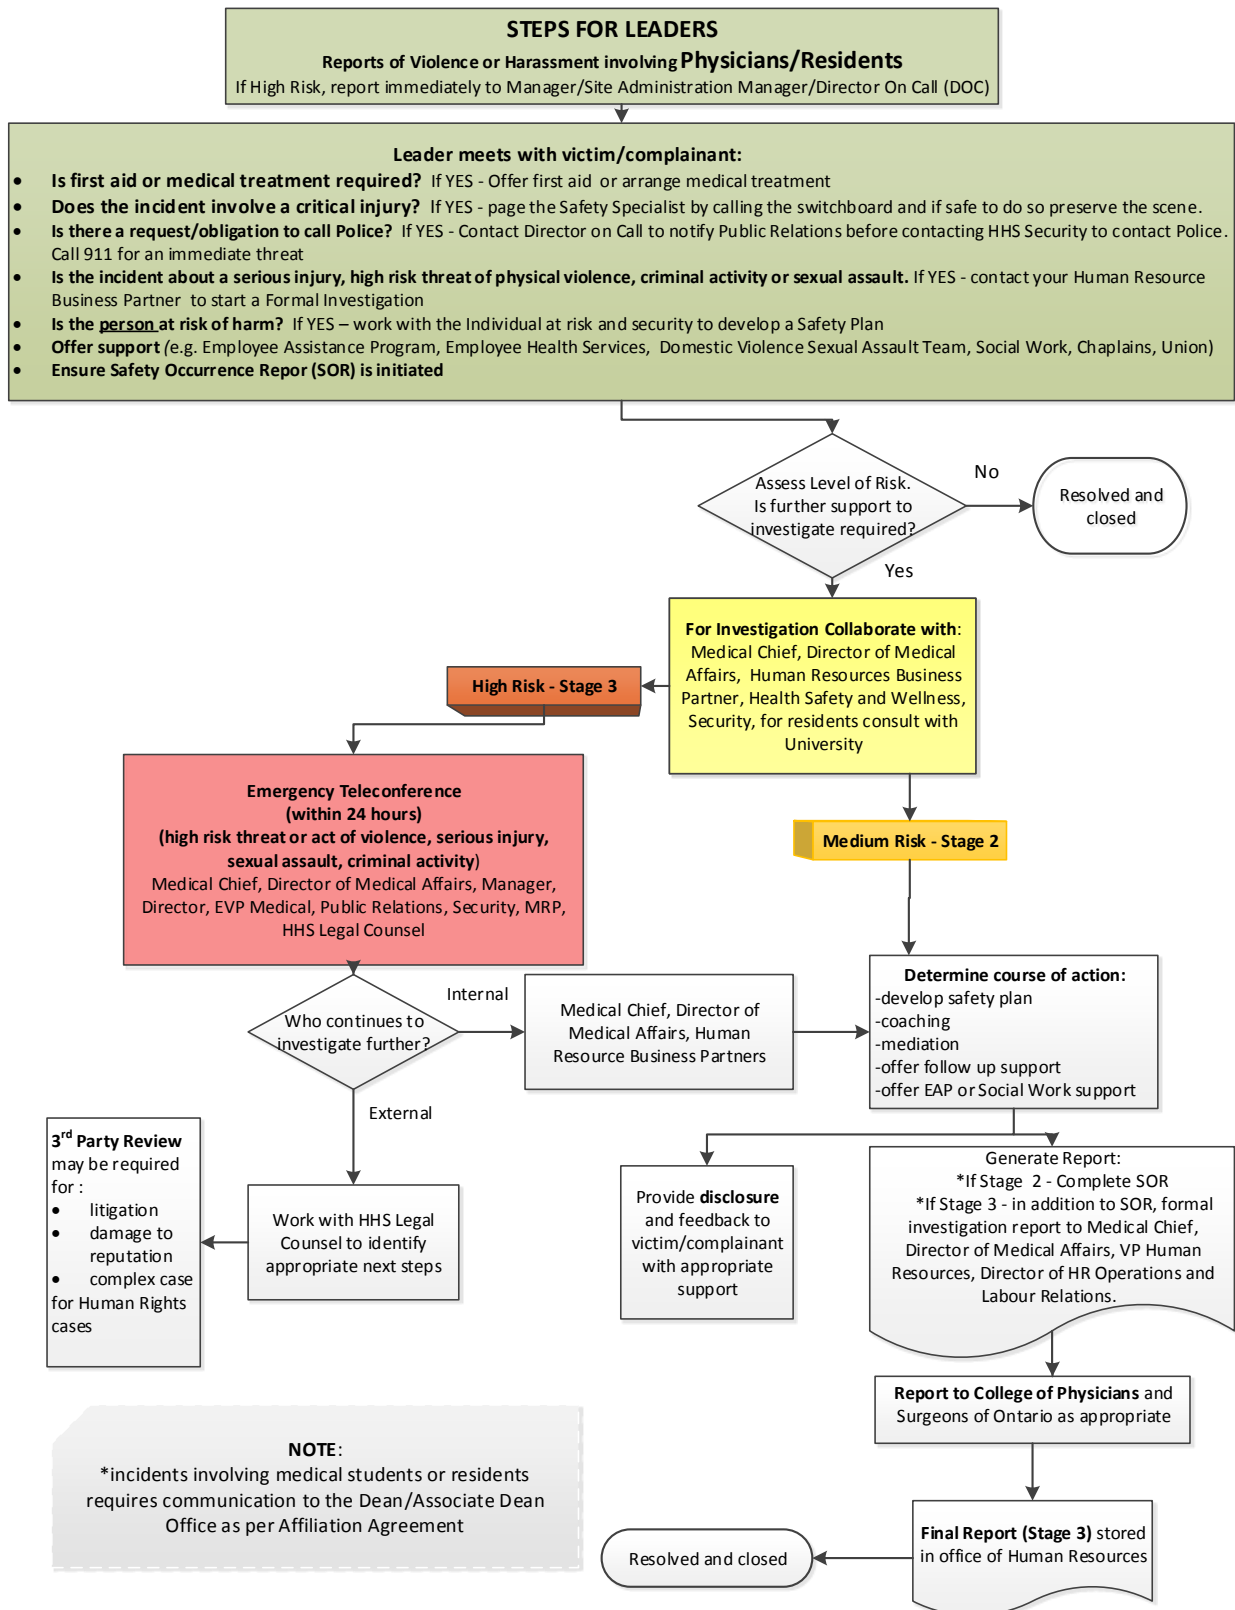 STEPS FOR LEADERS
Reports of Violence or Harassment involving Physicians/Residents
If High Risk, report immediately to Manager/Site Administration Manager/Director On Call (DOC)
Leader meets with victim/complainant:
• Is first aid or medical treatment required? If YES - Offer first aid or arrange medical treatment
• Does the incident involve a critical injury? If YES - page the Safety Specialist by calling the switchboard and if safe to do so preserve the scene.
• Is there a request/obligation to call Police? If YES - Contact Director on Call to notify Public Relations before contacting HHS Security to contact Police.
Call 911 for an immediate threat
• Is the incident about a serious injury, high risk threat of physical violence, criminal activity or sexual assault. If YES - contact your Human Resource
Business Partner to start a Formal Investigation
• Is the person at risk of harm? If YES – work with the Individual at risk and security to develop a Safety Plan
• Offer support (e.g. Employee Assistance Program, Employee Health Services, Domestic Violence Sexual Assault Team, Social Work, Chaplains, Union)
• Ensure Safety Occurrence Repor (SOR) is initiated
Assess Level of Risk.
Is further support to
investigate required?
No
Resolved and
closed
Yes
For Investigation Collaborate with:
Medical Chief, Director of Medical
Affairs, Human Resources Business
Partner, Health Safety and Wellness,
Security, for residents consult with
University
High Risk - Stage 3
Emergency Teleconference
(within 24 hours)
(high risk threat or act of violence, serious injury,
sexual assault, criminal activity)
Medical Chief, Director of Medical Affairs, Manager,
Director, EVP Medical, Public Relations, Security, MRP,
HHS Legal Counsel
Medium Risk - Stage 2
Who continues to
investigate further?
Internal
Medical Chief, Director of
Medical Affairs, Human
Resource Business Partners
Determine course of action:
-develop safety plan
-coaching
-mediation
-offer follow up support
-offer EAP or Social Work support
External
3rd Party Review
may be required
for :
• litigation
• damage to
reputation
• complex case
for Human Rights
cases
Work with HHS Legal
Counsel to identify
appropriate next steps
Provide disclosure
and feedback to
victim/complainant
with appropriate
support
Generate Report:
*If Stage 2 - Complete SOR
*If Stage 3 - in addition to SOR, formal
investigation report to Medical Chief,
Director of Medical Affairs, VP Human
Resources, Director of HR Operations and
Labour Relations.
Report to College of Physicians and
Surgeons of Ontario as appropriate
NOTE:
*incidents involving medical students or residents
requires communication to the Dean/Associate Dean
Office as per Affiliation Agreement
Final Report (Stage 3) stored
in office of Human Resources
Resolved and closed